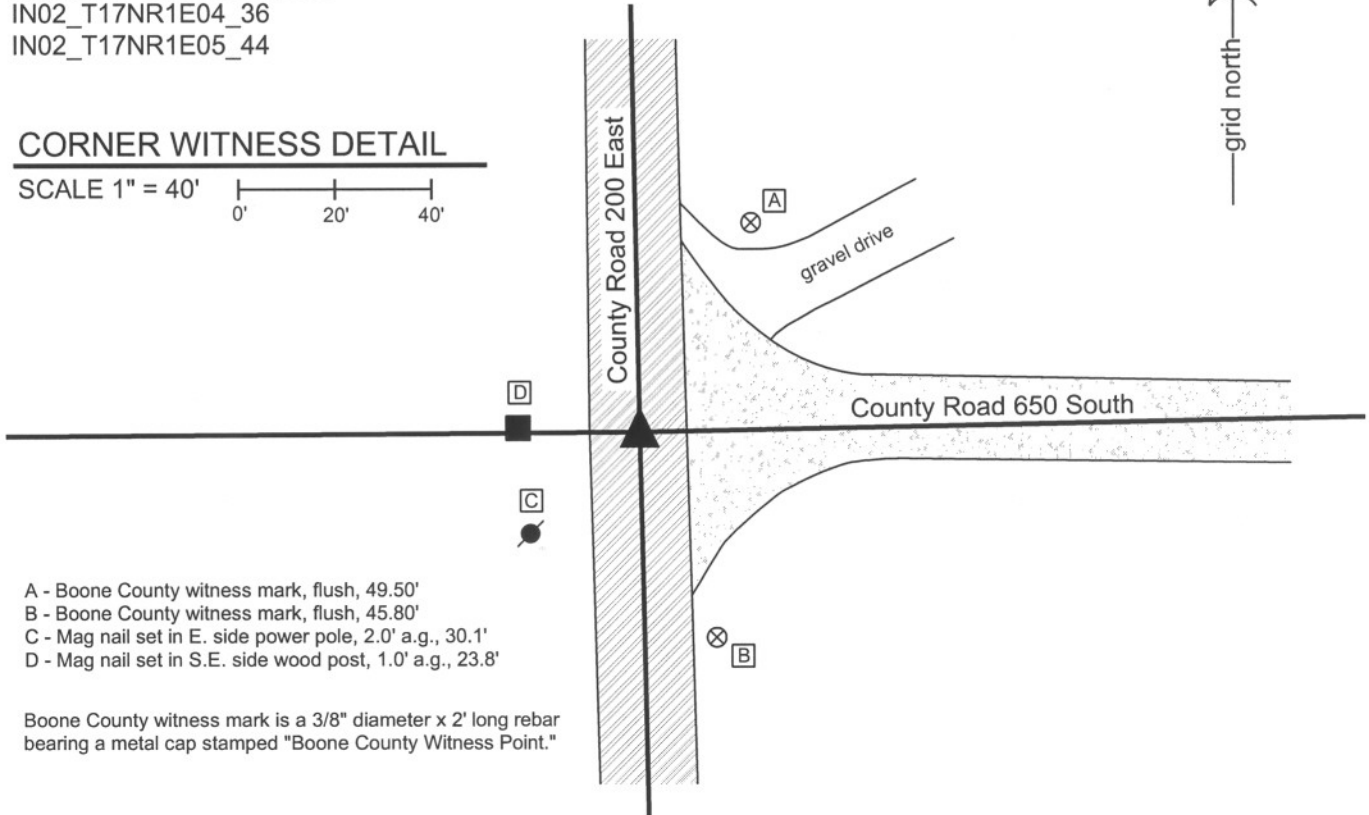 IN02_T17NR1E04_36
IN02_T17NR1E05_44
CORNER WITNESS DETAIL
SCALE 1" = 40'
0' 20' 40'
grid north
County Road 200 East
A
gravel drive
D
County Road 650 South
C
B
A - Boone County witness mark, flush, 49.50'
B - Boone County witness mark, flush, 45.80'
C - Mag nail set in E. side power pole, 2.0' a.g., 30.1'
D - Mag nail set in S.E. side wood post, 1.0' a.g., 23.8'
Boone County witness mark is a 3/8" diameter x 2' long rebar
bearing a metal cap stamped "Boone County Witness Point."